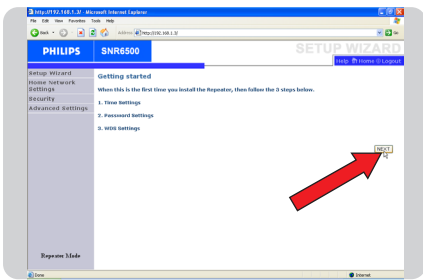 http://192.168.1.3/ - Microsoft Internet Explorer
File Edit View Favorites Tools Help
Back
Address http://192.168.1.3/ Go
PHILIPS SNR6500 SETUP WIZARD
Help Home Logout
Setup Wizard
Home Network Settings
Security
Advanced Settings
Getting started
When this is the first time you install the Repeater, then follow the 3 steps below.
1. Time Settings
2. Password Settings
3. WDS Settings
NEXT
Repeater Mode
Done Internet